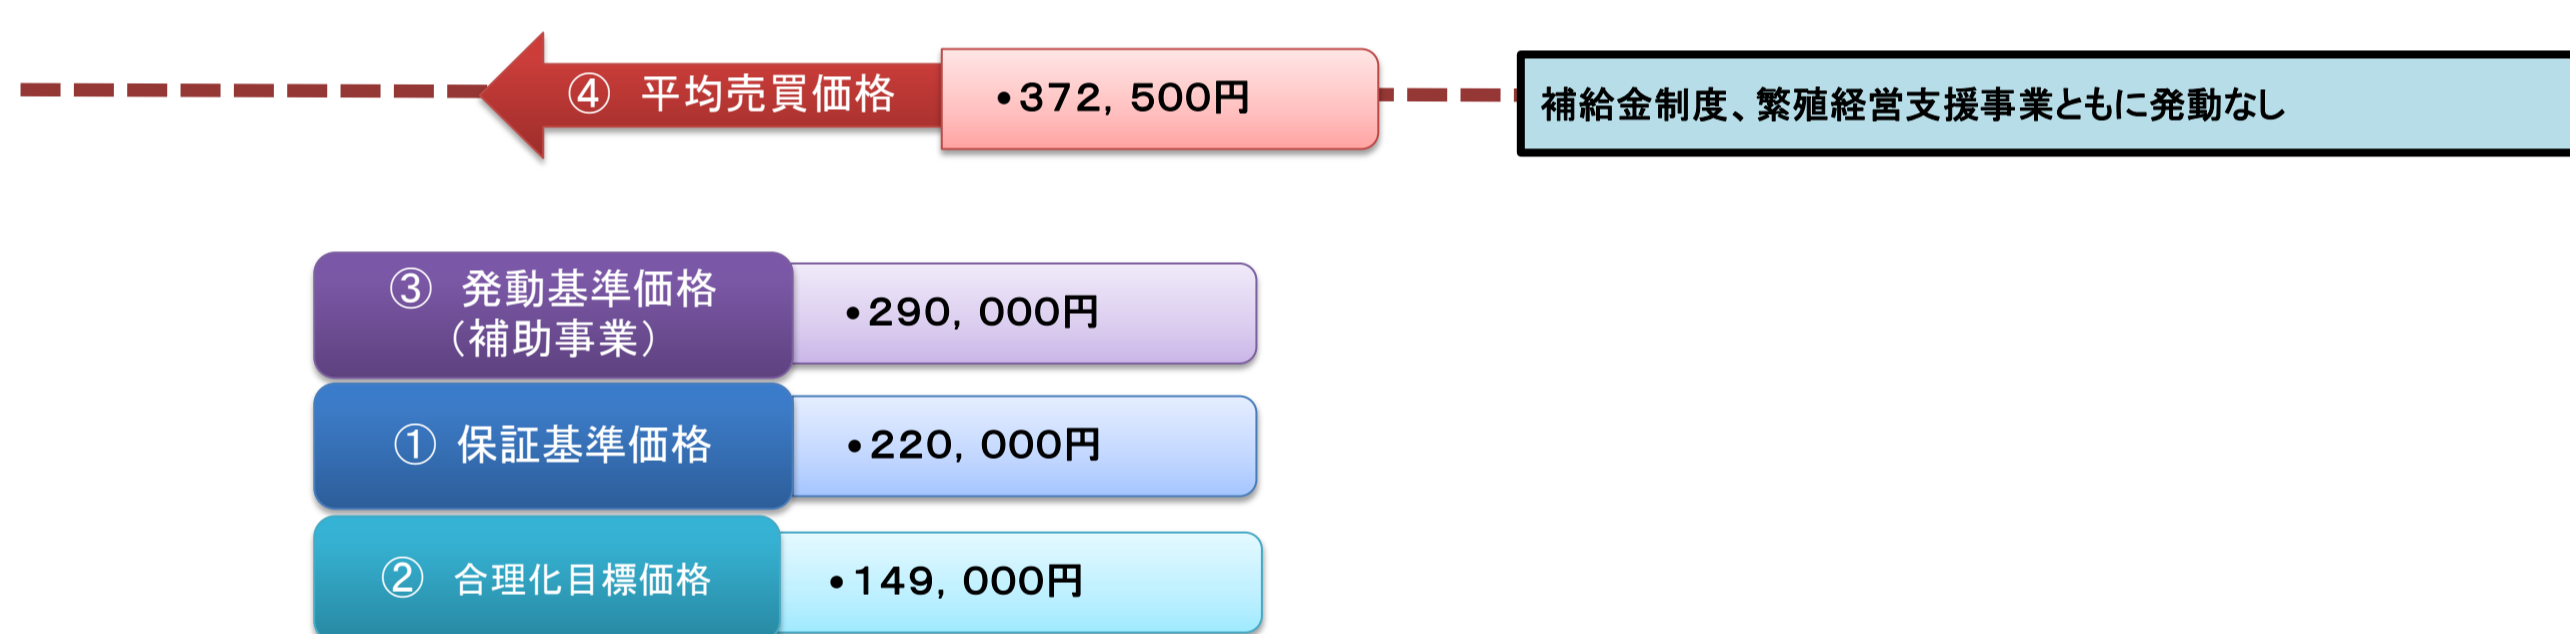 ④ 平均売買価格
•372, 500円
補給金制度、繁殖経営支援事業ともに発動なし
③ 発動基準価格
（補助事業）
•290, 000円
① 保証基準価格
•220, 000円
② 合理化目標価格
•149, 000円